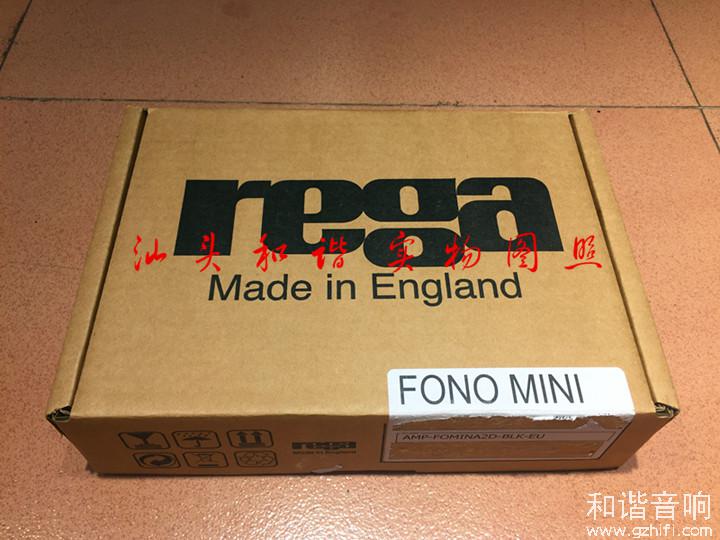 rega
汕头和谐实物图照
Made in England
FONO MINI
AMP-FOMINA2D-BLK-EU
rega
Made in England
和谐音响
www.gzhifi.com